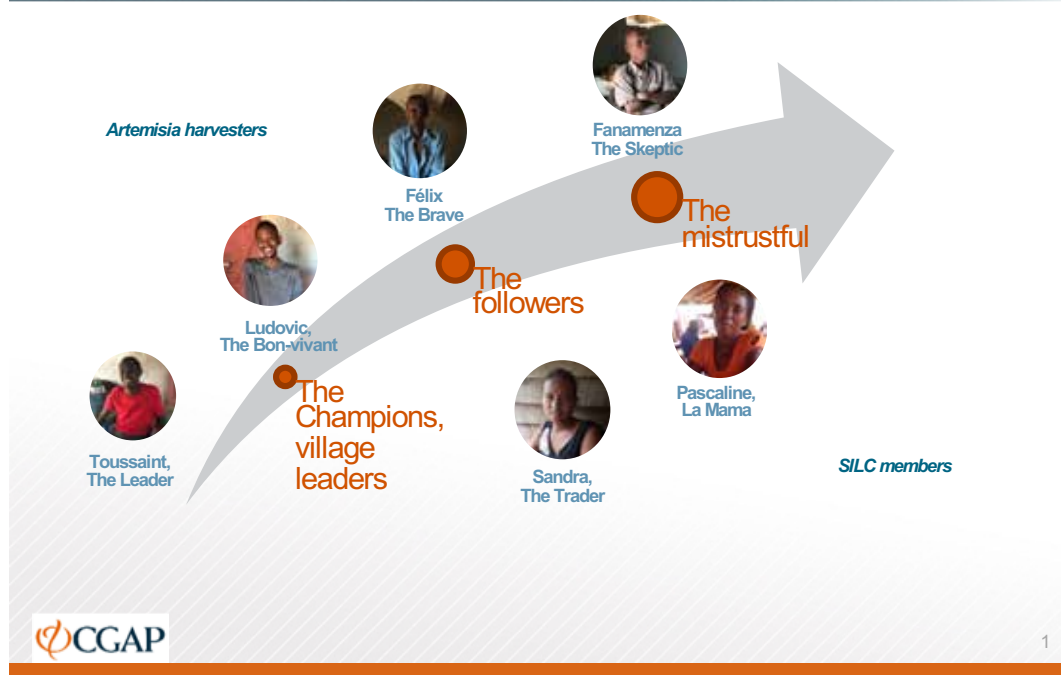 Artemisia harvesters
Fanamenza
The Skeptic
Félix
The Brave
The
mistrustful
The
followers
Ludovic,
The Bon-vivant
The
Champions,
village
leaders
Toussaint,
The Leader
Pascaline,
La Mama
Sandra,
The Trader
SILC members
CGAP
1